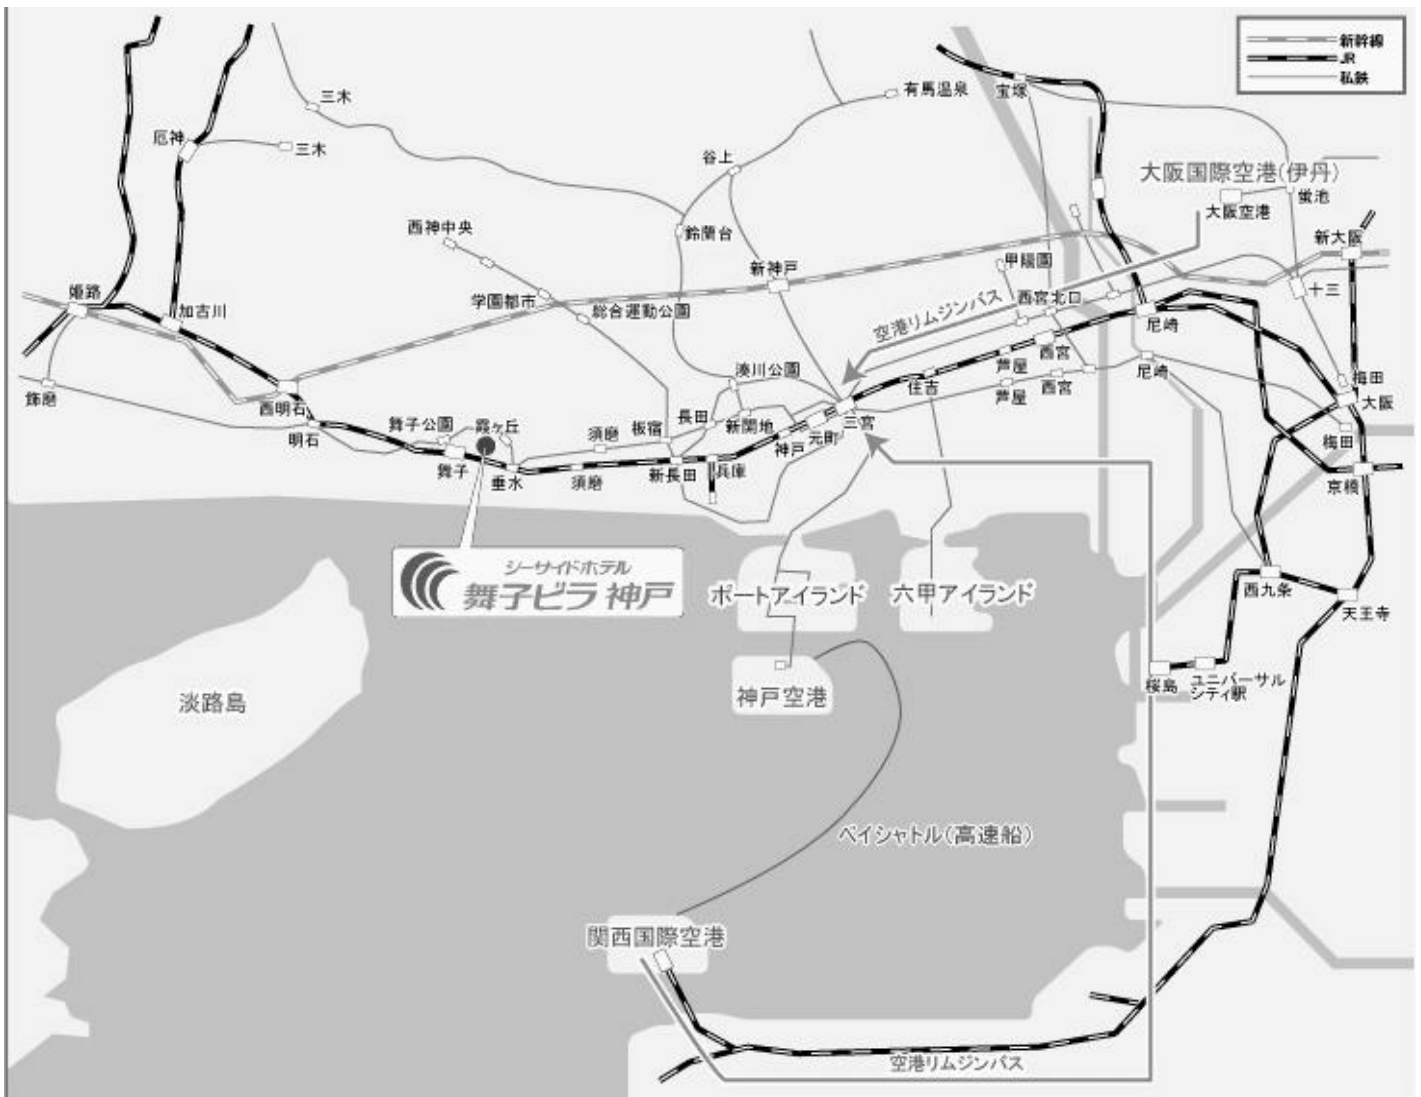 新幹線
JR
私鉄
三木
有馬温泉
宝塚
厄神
三木
谷上
大阪国際空港(伊丹)
大阪空港
蛍池
西神中央
鈴蘭台
新大阪
新神戸
甲陽園
姫路
加古川
学園都市
総合運動公園
空港リムジンバス
西宮北口
十三
尼崎
飾磨
西明石
湊川公園
芦屋
西宮
住吉
芦屋
西宮
尼崎
梅田
大阪
明石
舞子公園
霞ヶ丘
須磨
板宿
長田
新開地
神戸
元町
三宮
梅田
舞子
垂水
須磨
新長田
兵庫
京橋
シーサイドホテル
舞子ビラ 神戸
ポートアイランド
六甲アイランド
西九条
天王寺
神戸空港
桜島
ユニバーサル
シティ駅
淡路島
ベイシャトル(高速船)
関西国際空港
空港リムジンバス